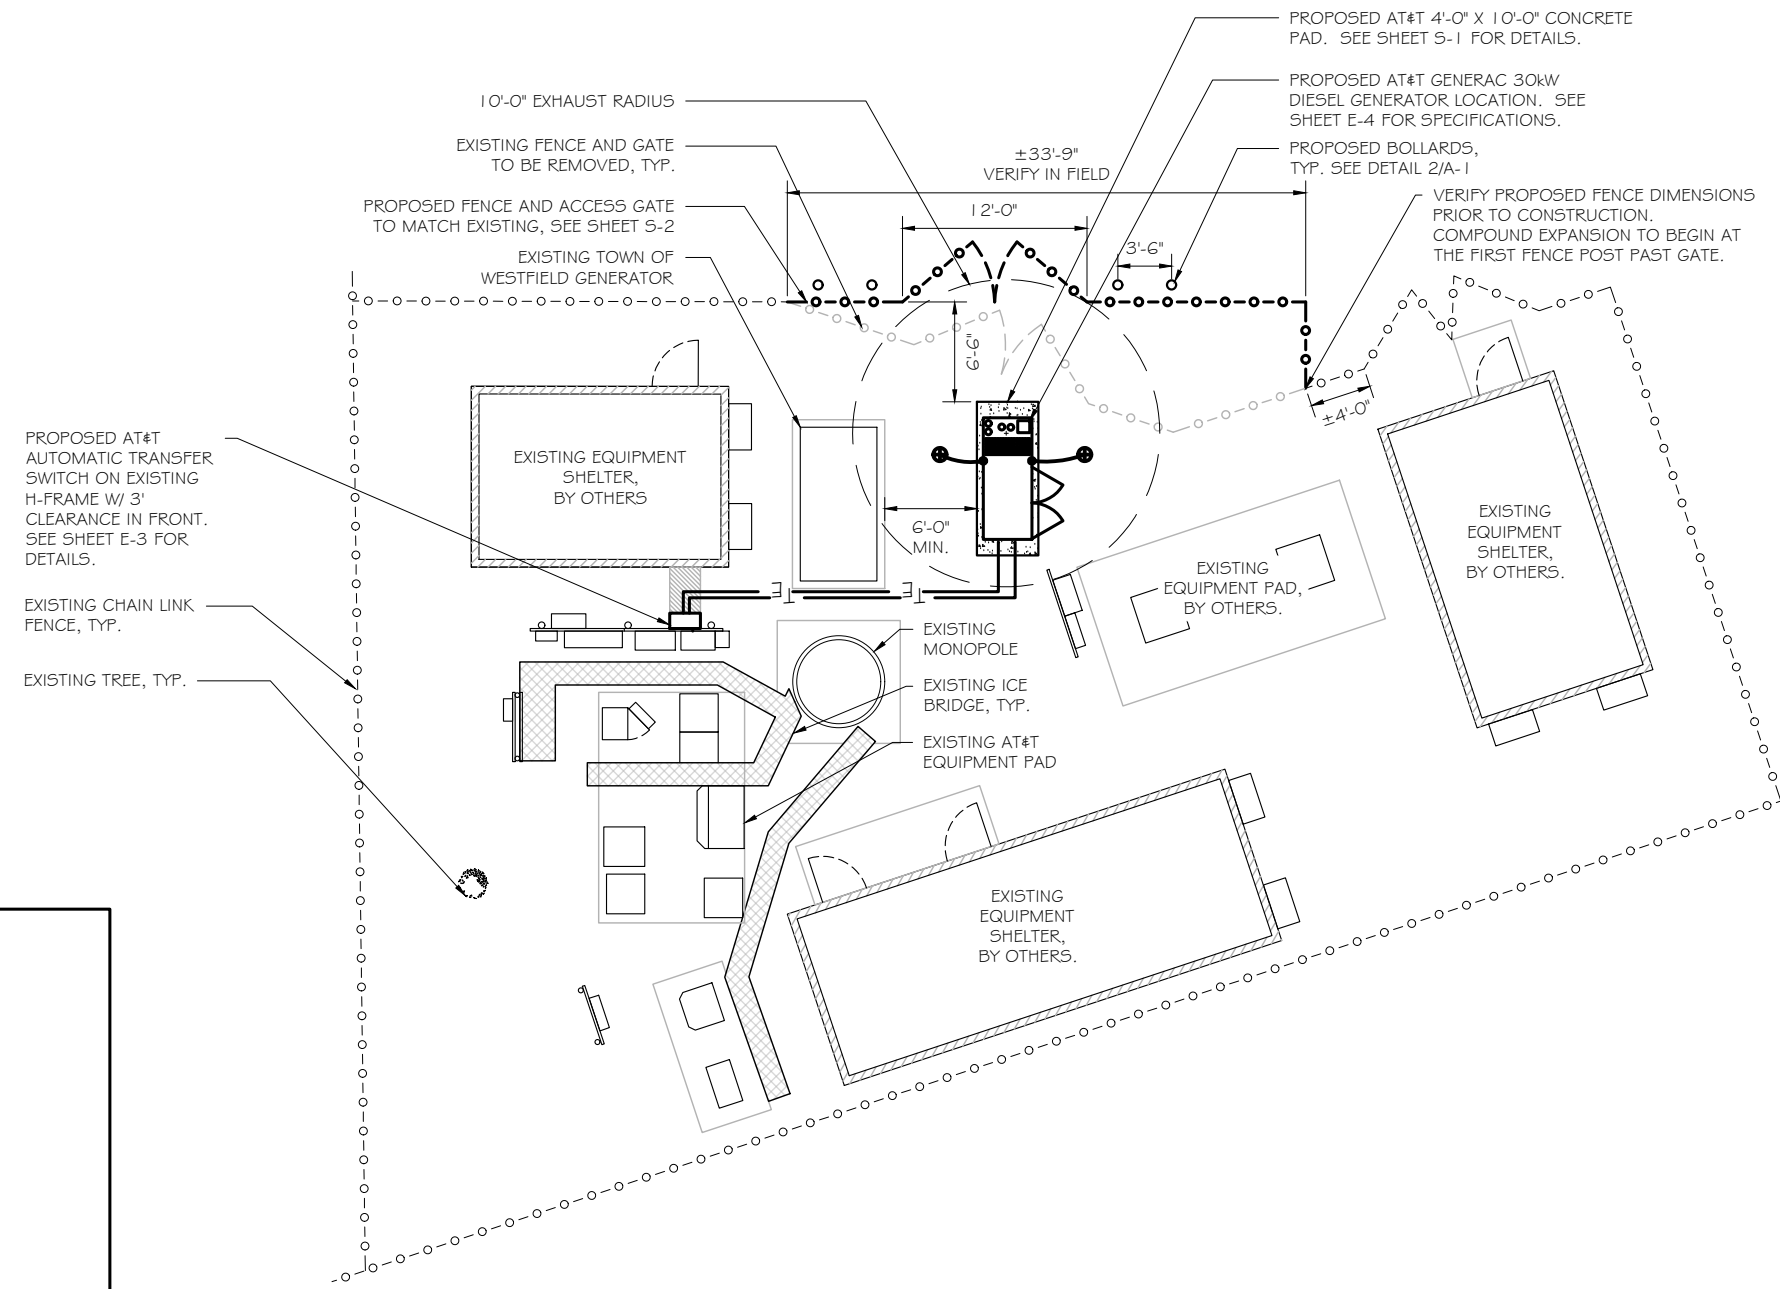 PROPOSED AT&T 4'-0" X 10'-0" CONCRETE
PAD. SEE SHEET S-1 FOR DETAILS.
PROPOSED AT&T GENERAC 30kW
DIESEL GENERATOR LOCATION. SEE
SHEET E-4 FOR SPECIFICATIONS.
PROPOSED BOLLARDS,
TYP. SEE DETAIL 2/A-1
VERIFY PROPOSED FENCE DIMENSIONS
PRIOR TO CONSTRUCTION.
COMPOUND EXPANSION TO BEGIN AT
THE FIRST FENCE POST PAST GATE.
10'-0" EXHAUST RADIUS
EXISTING FENCE AND GATE
TO BE REMOVED, TYP.
PROPOSED FENCE AND ACCESS GATE
TO MATCH EXISTING, SEE SHEET S-2
EXISTING TOWN OF
WESTFIELD GENERATOR
±33'-9"
VERIFY IN FIELD
12'-0"
3'-6"
6'-6"
±4'-0"
6'-0"
MIN.
PROPOSED AT&T
AUTOMATIC TRANSFER
SWITCH ON EXISTING
H-FRAME W/ 3'
CLEARANCE IN FRONT.
SEE SHEET E-3 FOR
DETAILS.
EXISTING CHAIN LINK
FENCE, TYP.
EXISTING TREE, TYP.
EXISTING EQUIPMENT
SHELTER,
BY OTHERS
TE
TE
EXISTING
MONOPOLE
EXISTING ICE
BRIDGE, TYP.
EXISTING AT&T
EQUIPMENT PAD
EXISTING
EQUIPMENT PAD,
BY OTHERS.
EXISTING
EQUIPMENT
SHELTER,
BY OTHERS.
EXISTING
EQUIPMENT
SHELTER,
BY OTHERS.